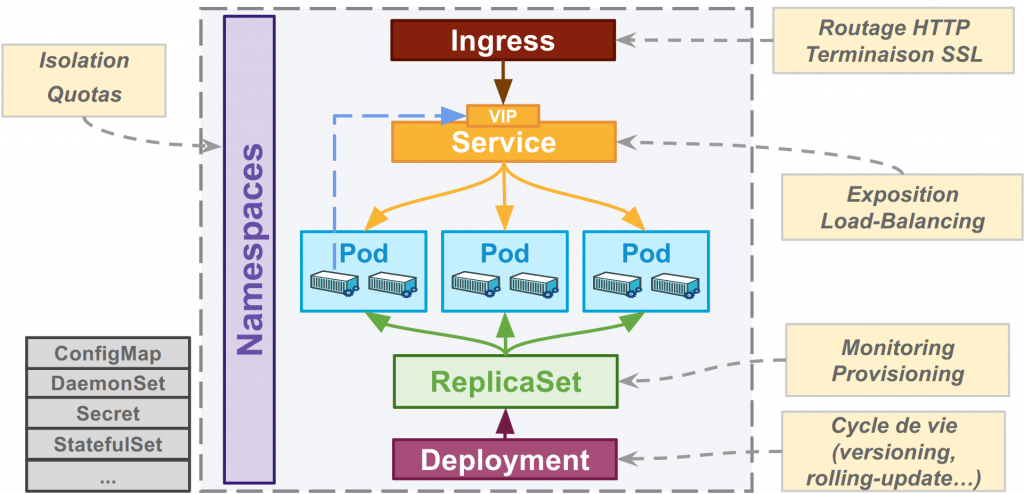 Isolation
Quotas
Namespaces
Ingress
Routage HTTP
Terminaison SSL
VIP
Service
Exposition
Load-Balancing
Pod
Pod
Pod
ReplicaSet
Monitoring
Provisioning
Deployment
Cycle de vie
(versioning,
rolling-update…)
ConfigMap
DaemonSet
Secret
StatefulSet
...